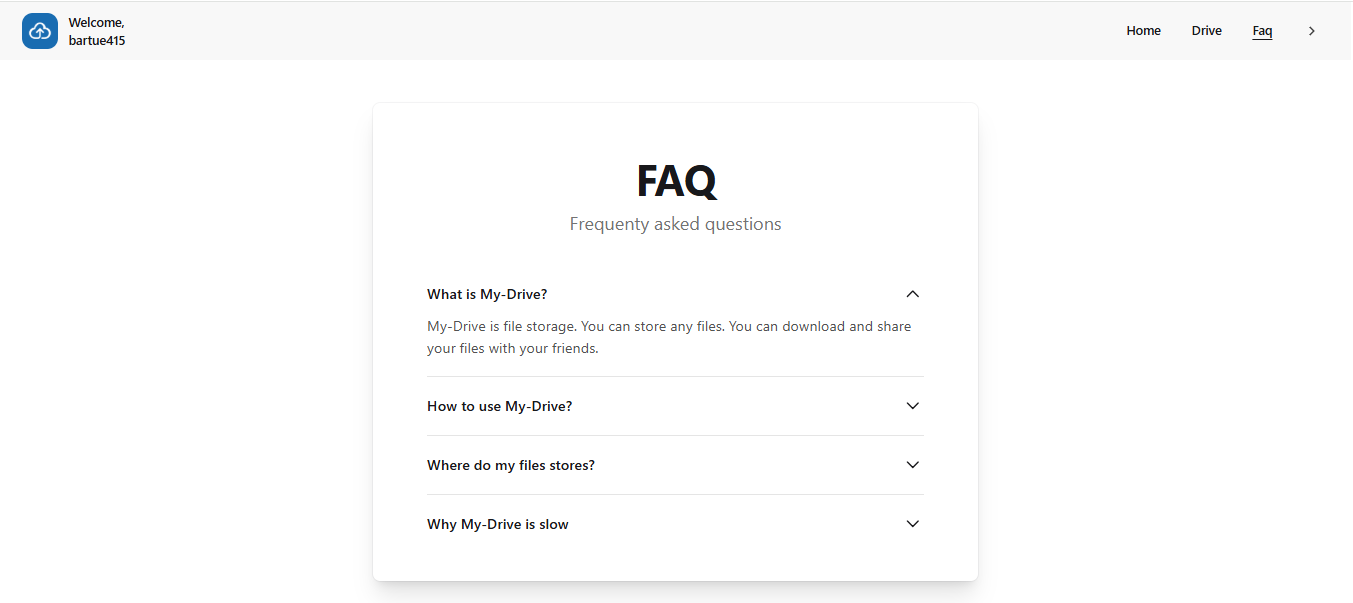 Welcome,
bartue415
Home
Drive
Faq
FAQ
Frequenty asked questions
What is My-Drive?
My-Drive is file storage. You can store any files. You can download and share
your files with your friends.
How to use My-Drive?
Where do my files stores?
Why My-Drive is slow